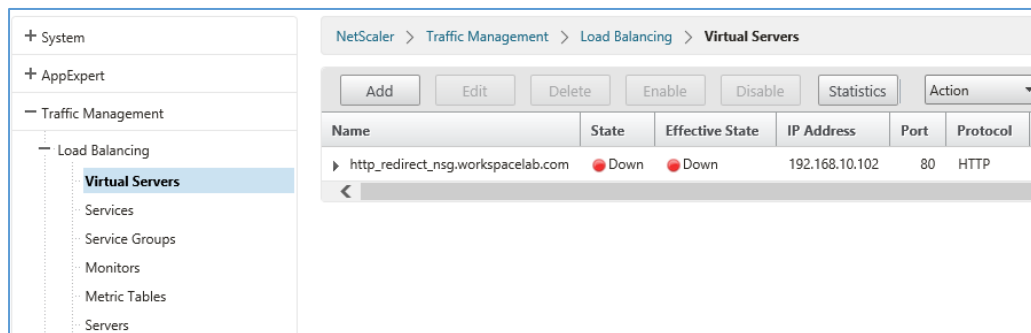 System
AppExpert
Traffic Management
Load Balancing
Virtual Servers
Services
Service Groups
Monitors
Metric Tables
Servers
NetScaler > Traffic Management > Load Balancing > Virtual Servers
Add Edit Delete Enable Disable Statistics Action
Name State Effective State IP Address Port Protocol
http_redirect_nsg.workspacelab.com Down Down 192.168.10.102 80 HTTP